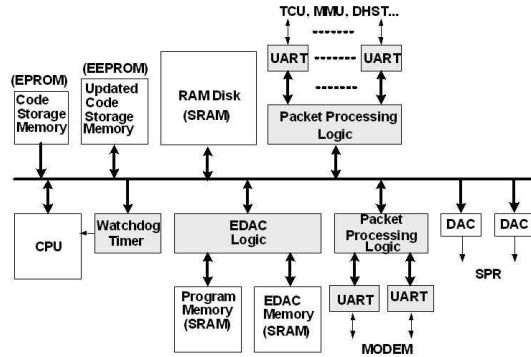 TCU, MMU, DHST...
UART
UART
(EPROM)
Code
Storage
Memory
(EEPROM)
Updated
Code
Storage
Memory
RAM Disk
(SRAM)
Packet Processing
Logic
CPU
Watchdog
Timer
EDAC
Logic
Packet
Processing
Logic
DAC
DAC
SPR
Program
Memory
(SRAM)
EDAC
Memory
(SRAM)
UART
UART
MODEM